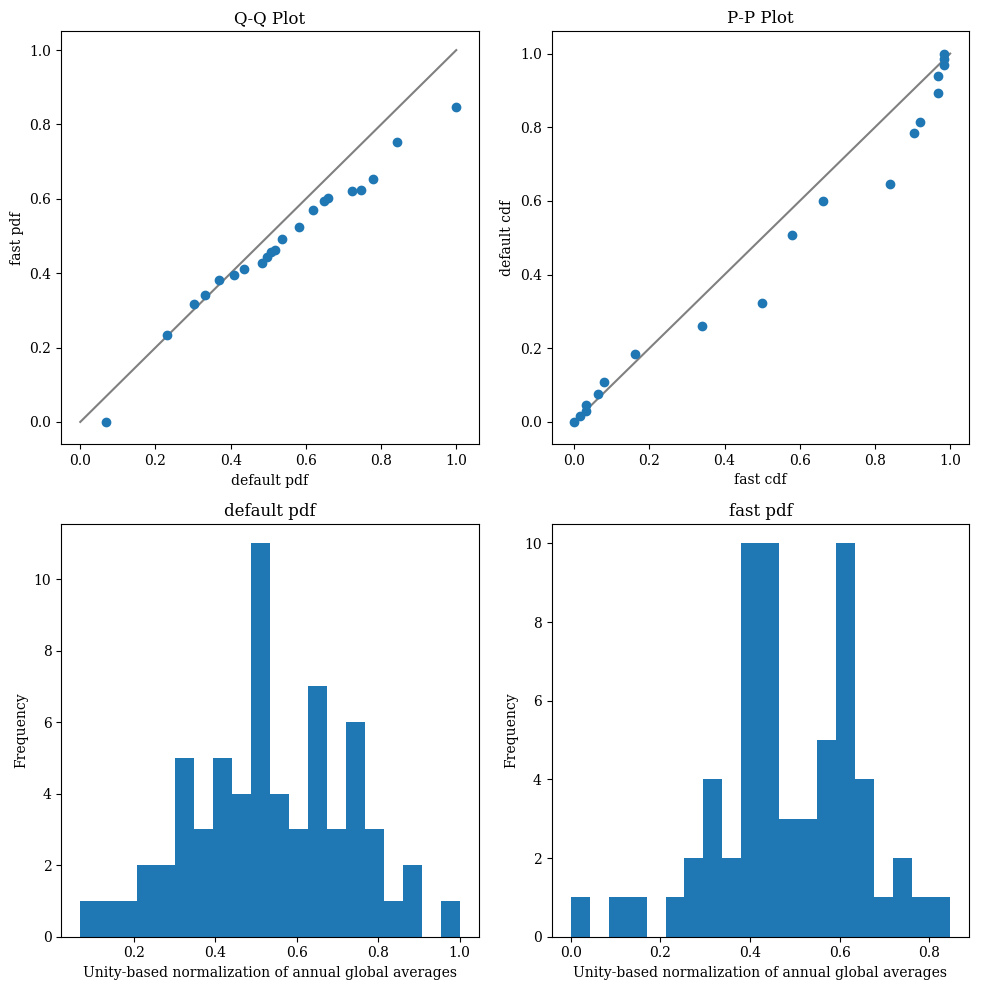 Q-Q Plot
1.0
0.8
0.6
0.4
0.2
0.0
fast pdf
0.0 0.2 0.4 0.6 0.8 1.0
default pdf
P-P Plot
1.0
0.8
0.6
0.4
0.2
0.0
default cdf
0.0 0.2 0.4 0.6 0.8 1.0
fast cdf
default pdf
10
8
6
4
2
0
Frequency
0.2 0.4 0.6 0.8 1.0
Unity-based normalization of annual global averages
fast pdf
10
8
6
4
2
0
Frequency
0.0 0.2 0.4 0.6 0.8
Unity-based normalization of annual global averages